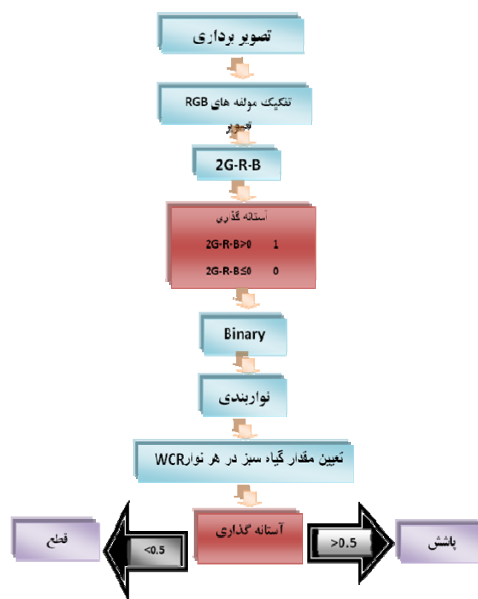 تصویر برداری
تفکیک مولفه های RGB
تصویر
2G-R-B
آستانه گذاری
2G-R-B>0 1
2G-R-B≤0 0
Binary
نواربندی
تعیین مقدار گیاه سبز در هر نوارWCR
قطع
<0.5
آستانه گذاری
>0.5
پاشش